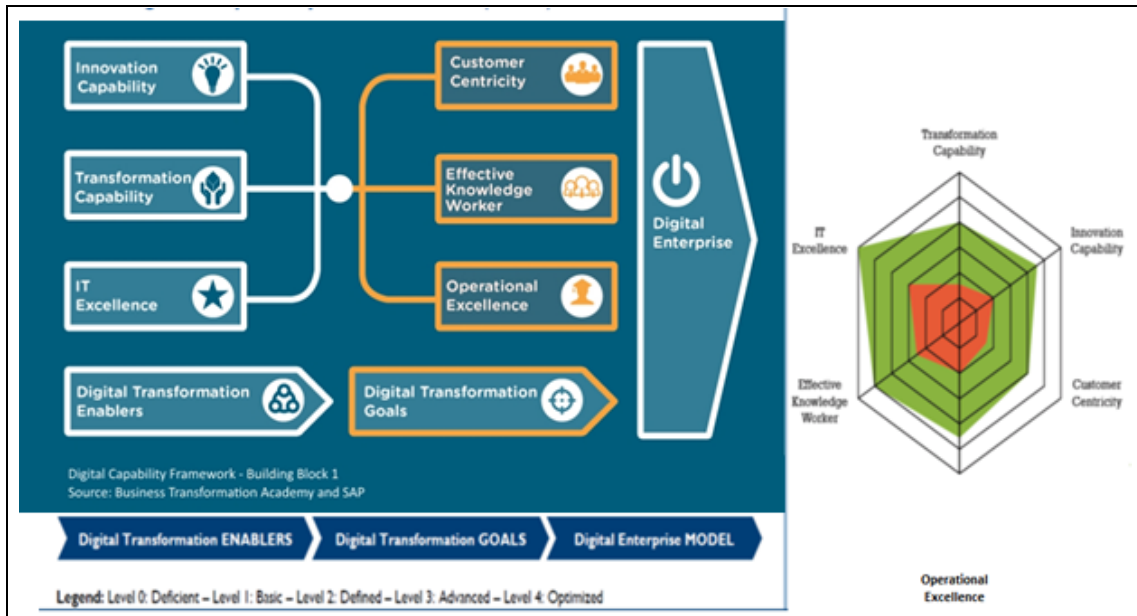 Innovation
Capability
Transformation
Capability
IT
Excellence
Customer
Centricity
Effective
Knowledge
Worker
Operational
Excellence
Digital
Enterprise
Digital Transformation
Enablers
Digital Transformation
Goals
Digital Capability Framework - Building Block 1
Source: Business Transformation Academy and SAP
Digital Transformation ENABLERS
Digital Transformation GOALS
Digital Enterprise MODEL
Legend: Level 0: Deficient – Level 1: Basic – Level 2: Defined – Level 3: Advanced – Level 4: Optimized
Transformation
Capability
IT
Excellence
Innovation
Capability
Effective
Knowledge
Worker
Customer
Centricity
Operational
Excellence